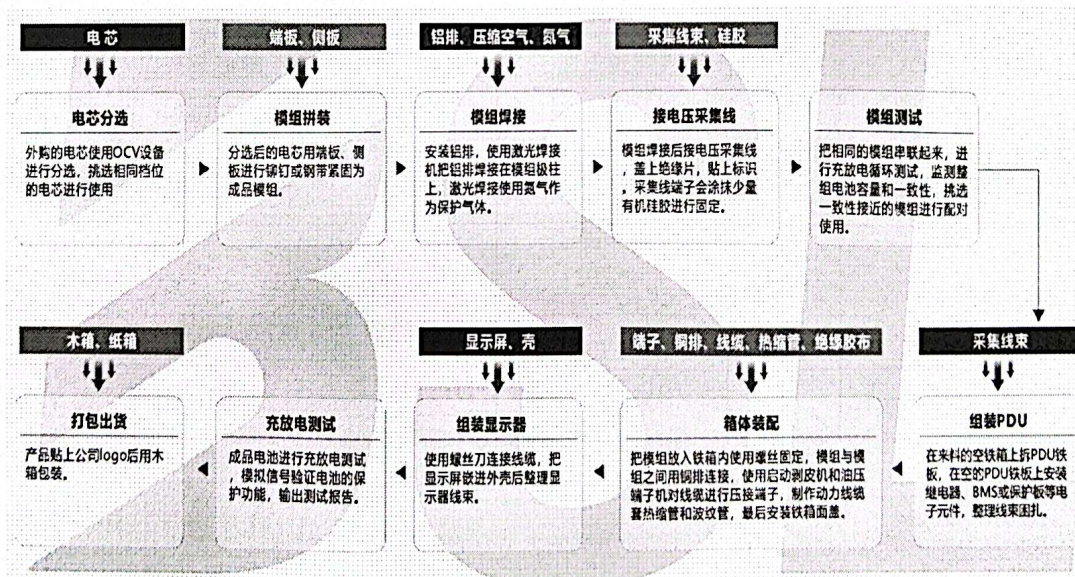 电芯
端板、侧板
铝排、压缩空气、氮气
采集线束、硅胶
电芯分选
外购的电芯使用OCV设备
进行分选，挑选相同档位
的电芯进行使用
模组拼装
分选后的电芯用端板、侧
板进行铆钉或钢带紧固为
成品模组。
模组焊接
安装铝排，使用激光焊接
机把铝排焊接在模组极柱
上，激光焊接使用氮气作
为保护气体。
接电压采集线
模组焊接后接电压采集线
，盖上绝缘片，贴上标识
。采集线端子会涂抹少量
有机硅胶进行固定。
模组测试
把相同的模组串联起来，进
行充放电循环测试，监测整
组电池容量和一致性，挑选
一致性接近的模组进行配对
使用。
木箱、纸箱
显示屏、壳
端子、铜排、线缆、热缩管、绝缘胶布
采集线束
打包出货
产品贴上公司logo后用木
箱包装。
充放电测试
成品电池进行充放电测试
，模拟信号验证电池的保
护功能，输出测试报告。
组装显示器
使用螺丝刀连接线缆，把
显示屏嵌进外壳后整理显
示器线束。
箱体装配
把模组放入铁箱内使用螺丝固定，模组与模
组之间用铜排连接，使用启动剥皮机和油压
端子机对线缆进行压接端子，制作动力线缆
套热缩管和波纹管，最后安装铁箱面盖。
组装PDU
在来料的空铁箱上拆PDU铁
板，在空的PDU铁板上安装
继电器、BMS或保护板等电
子元件，整理线束困扎。